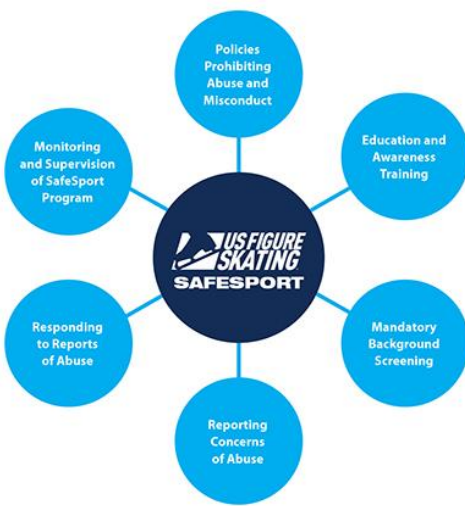 Policies
Prohibiting
Abuse and
Misconduct
Education and
Awareness
Training
Mandatory
Background
Screening
Reporting
Concerns
of Abuse
Responding
to Reports
of Abuse
Monitoring
and Supervision
of SafeSport
Program
US FIGURE
SKATING
SAFESPORT